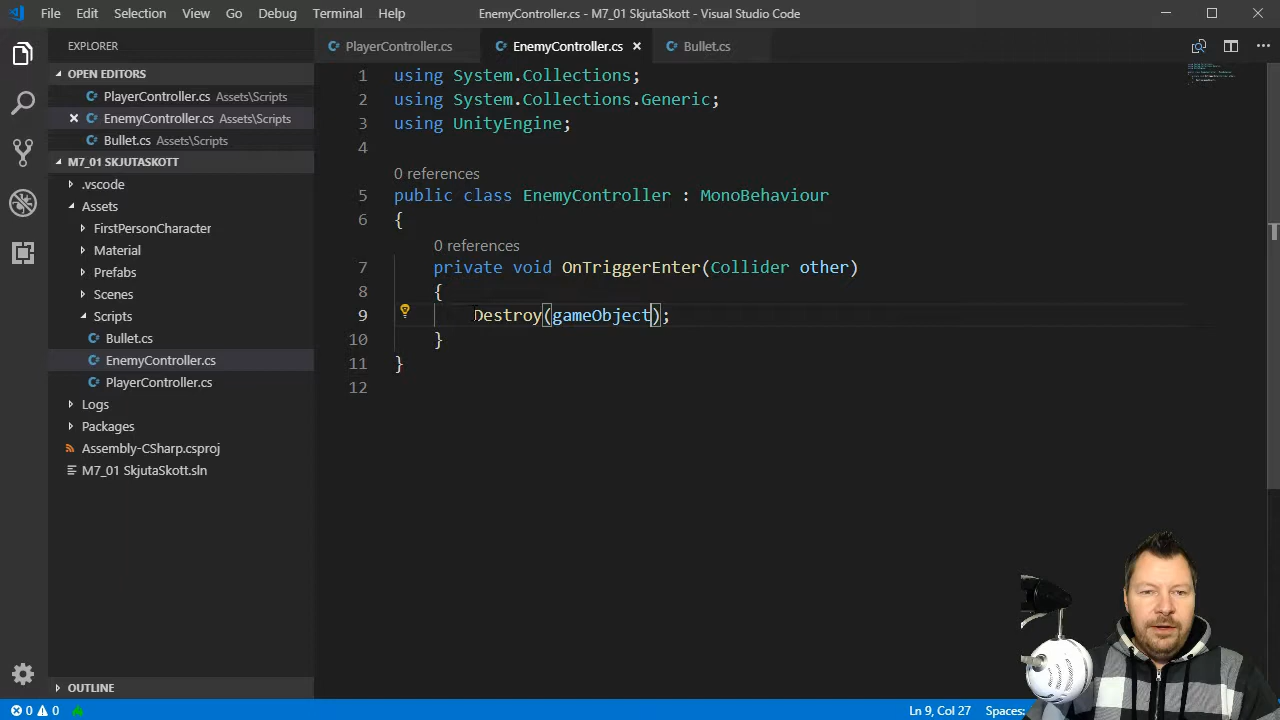 File Edit Selection View Go Debug Terminal Help EnemyController.cs - M7_01 SkjutaSkott - Visual Studio Code
EXPLORER
OPEN EDITORS
PlayerController.cs Assets\Scripts
EnemyController.cs Assets\Scripts
Bullet.cs Assets\Scripts
M7_01 SKJUTASKOTT
.vscode
Assets
FirstPersonCharacter
Material
Prefabs
Scenes
Scripts
Bullet.cs
EnemyController.cs
PlayerController.cs
Logs
Packages
Assembly-CSharp.csproj
M7_01 SkjutaSkott.sln
OUTLINE
PlayerController.cs EnemyController.cs Bullet.cs
1 using System.Collections;
2 using System.Collections.Generic;
3 using UnityEngine;
4
0 references
5 public class EnemyController : MonoBehaviour
6 {
0 references
7 private void OnTriggerEnter(Collider other)
8 {
9 Destroy(gameObject);
10 }
11 }
12
0 0 Ln 9, Col 27 Spaces: